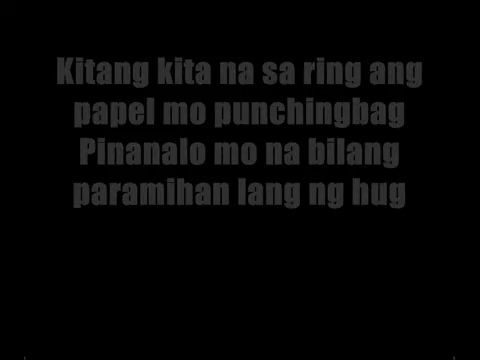 Kitang kita na sa ring ang
papel mo punchingbag
Pinanalo mo na bilang
paramihan lang ng hug